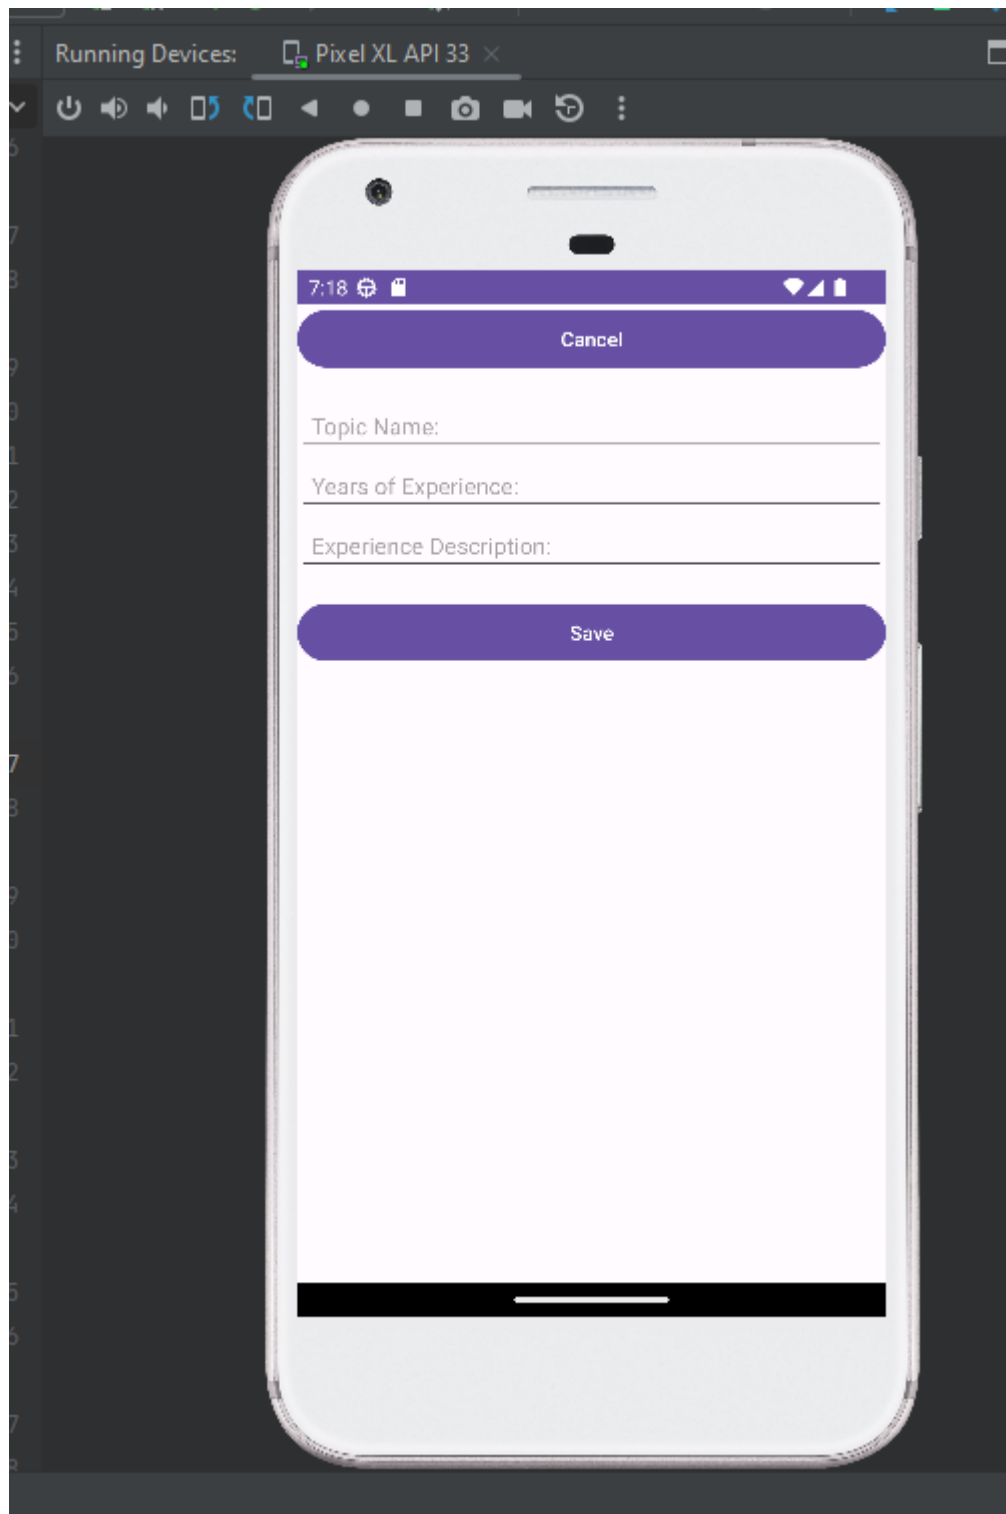 Running Devices: Pixel XL API 33
7:18
Cancel
Topic Name:
Years of Experience:
Experience Description:
Save